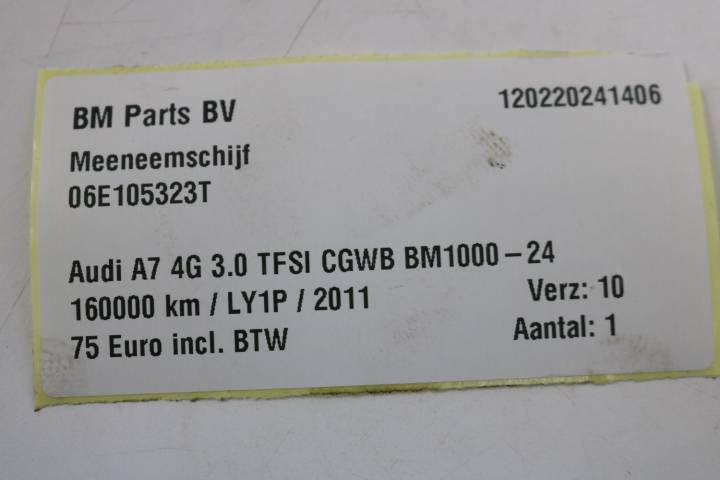 BM Parts BV 120220241406
Meeneemschijf
06E105323T
Audi A7 4G 3.0 TFSI CGWB BM1000-24
160000 km / LY1P / 2011 Verz: 10
75 Euro incl. BTW Aantal: 1